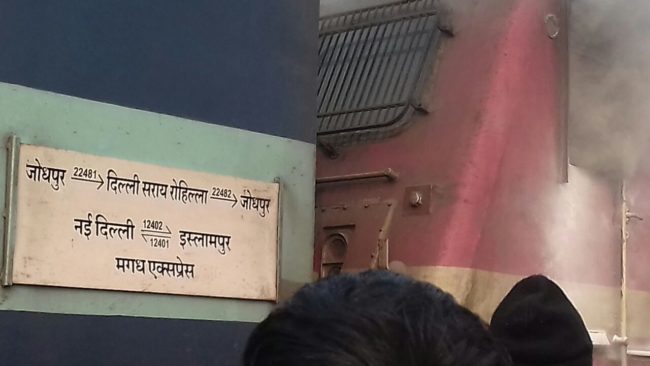 जोधपुर 22481 दिल्ली सराय रोहिल्ला 22482 जोधपुर
नई दिल्ली 12402 12401 इस्लामपुर
मगध एक्सप्रेस